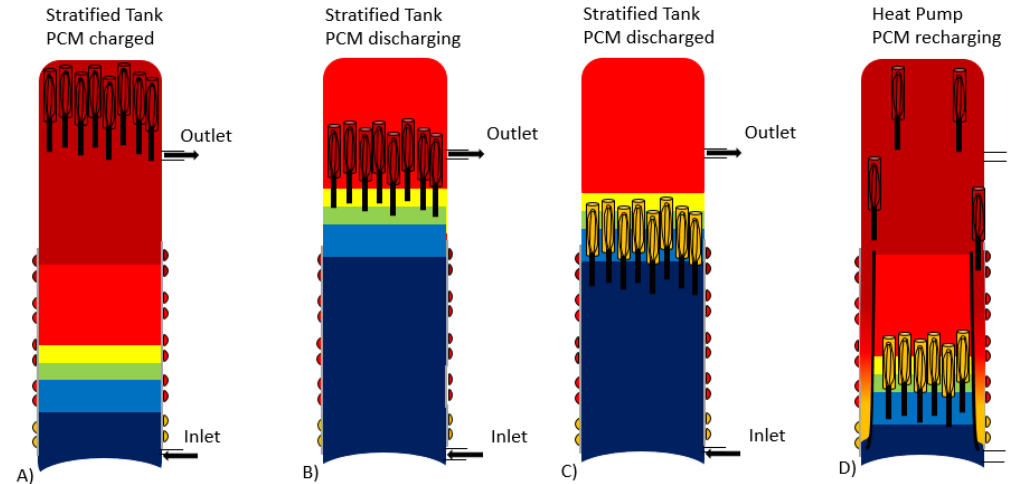 Stratified Tank
PCM charged
Stratified Tank
PCM discharging
Stratified Tank
PCM discharged
Heat Pump
PCM recharging
Outlet
Outlet
Outlet
Inlet
Inlet
Inlet
A)
B)
C)
D)